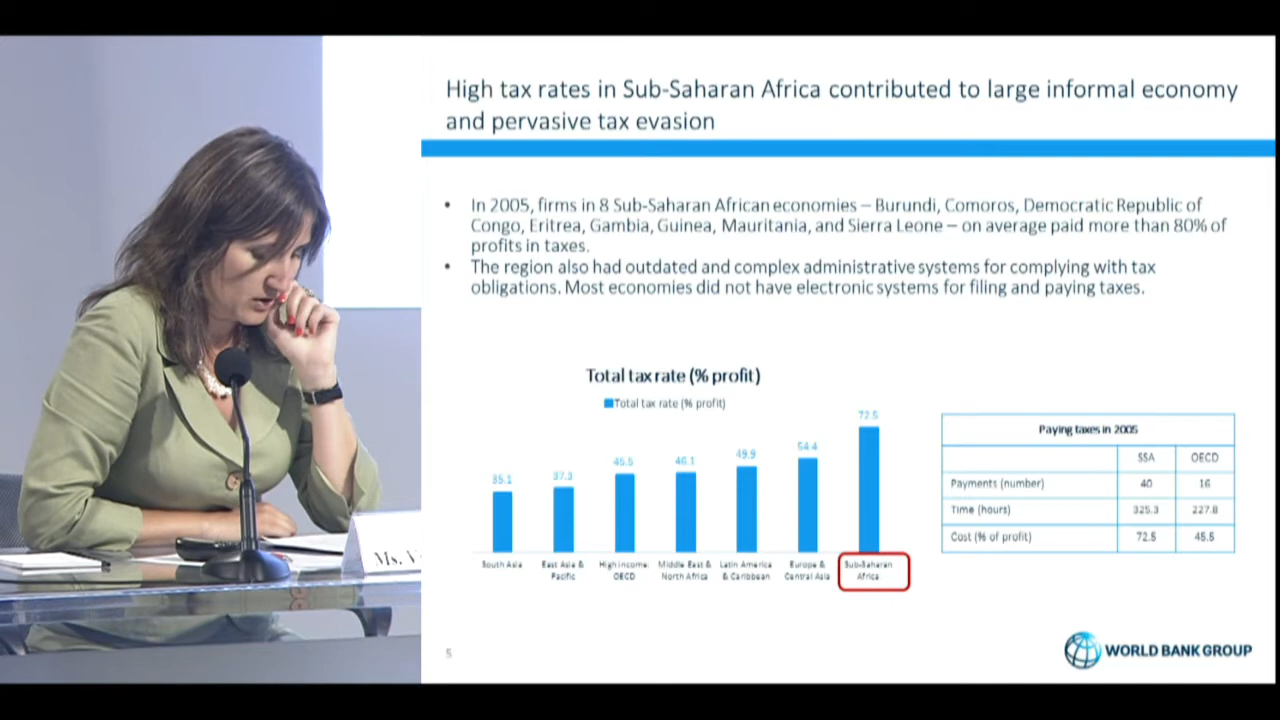 High tax rates in Sub-Saharan Africa contributed to large informal economy
and pervasive tax evasion
• In 2005, firms in 8 Sub-Saharan African economies – Burundi, Comoros, Democratic Republic of
Congo, Eritrea, Gambia, Guinea, Mauritania, and Sierra Leone – on average paid more than 80% of
profits in taxes.
• The region also had outdated and complex administrative systems for complying with tax
obligations. Most economies did not have electronic systems for filing and paying taxes.
Total tax rate (% profit)
Total tax rate (% profit)
35.1
37.3
45.5
46.1
49.9
54.4
72.5
South Asia
East Asia &
Pacific
High income:
OECD
Middle East &
North Africa
Latin America
& Caribbean
Europe &
Central Asia
Sub-Saharan
Africa
Paying taxes in 2005
SSA OECD
Payments (number) 40 16
Time (hours) 325.3 227.8
Cost (% of profit) 72.5 45.5
Ms.
5
WORLD BANK GROUP